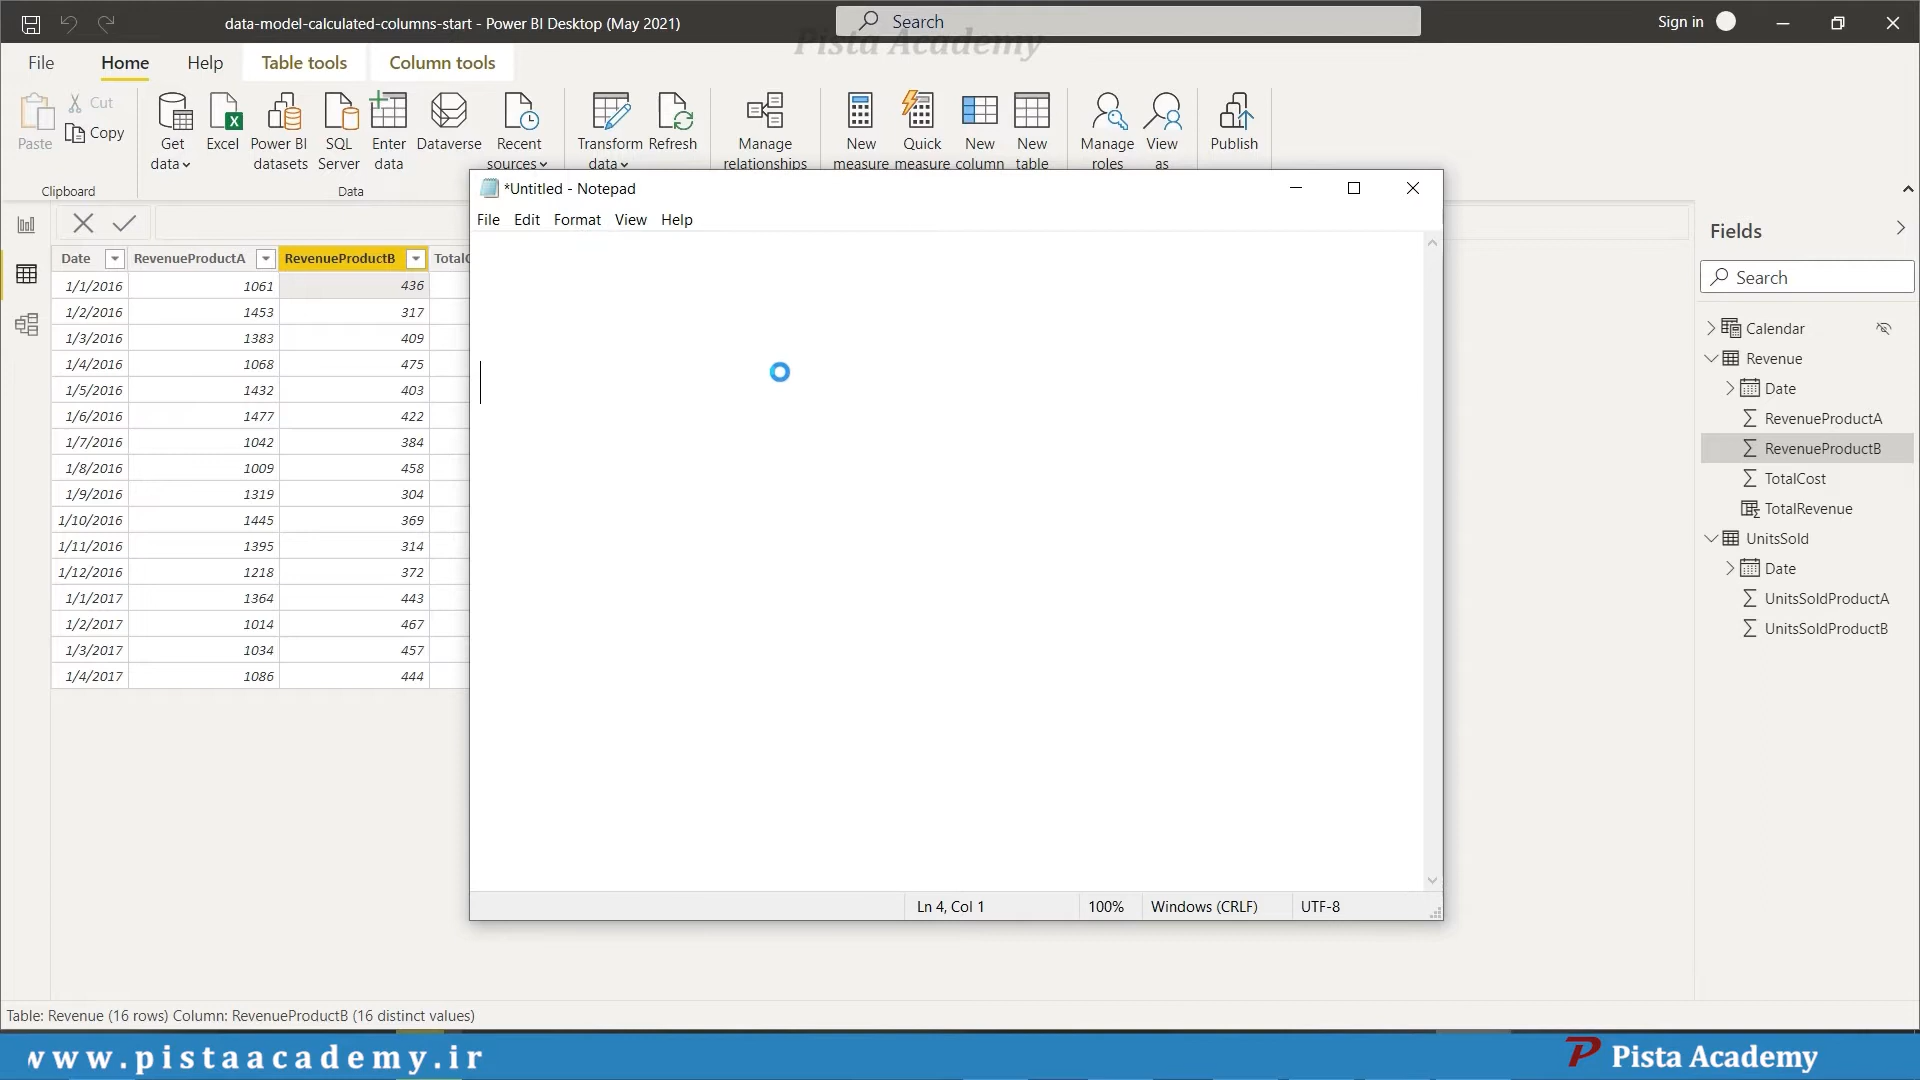 data-model-calculated-columns-start - Power BI Desktop (May 2021)
Search
Sign in
Pista Academy
File Home Help Table tools Column tools
Paste
Cut
Copy
Clipboard
Get data
Excel
Power BI datasets
SQL Server
Enter data
Dataverse
Recent sources
Data
Transform data
Refresh
Manage relationships
New measure
Quick measure
New column
New table
Manage roles
View as
Publish
*Untitled - Notepad
File Edit Format View Help
Date RevenueProductA RevenueProductB TotalC
1/1/2016 1061 436
1/2/2016 1453 317
1/3/2016 1383 409
1/4/2016 1068 475
1/5/2016 1432 403
1/6/2016 1477 422
1/7/2016 1042 384
1/8/2016 1009 458
1/9/2016 1319 304
1/10/2016 1445 369
1/11/2016 1395 314
1/12/2016 1218 372
1/1/2017 1364 443
1/2/2017 1014 467
1/3/2017 1034 457
1/4/2017 1086 444
Ln 4, Col 1 100% Windows (CRLF) UTF-8
Fields
Search
Calendar
Revenue
Date
RevenueProductA
RevenueProductB
TotalCost
TotalRevenue
UnitsSold
Date
UnitsSoldProductA
UnitsSoldProductB
Table: Revenue (16 rows) Column: RevenueProductB (16 distinct values)
www.pistaacademy.ir
Pista Academy